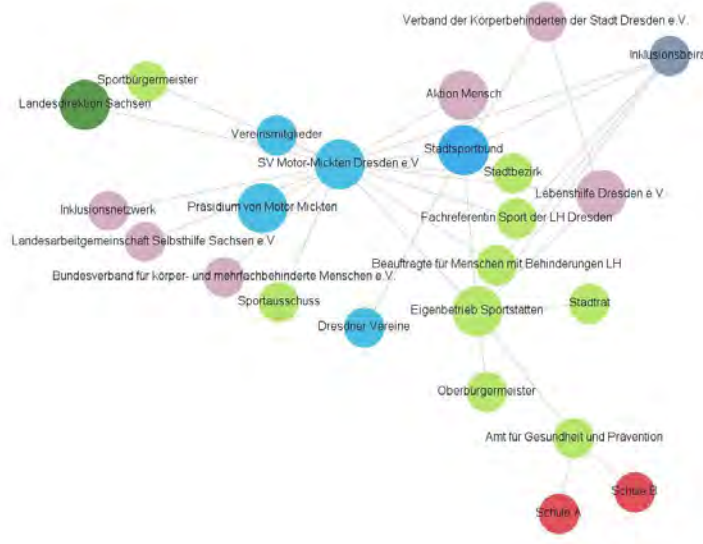 Verband der Körperbehinderten der Stadt Dresden e.V.
Inklusionsbeira
Sportbürgermeister
Landesdirektion Sachsen
Aktion Mensch
Vereinsmitglieder
Stadtsportbund
SV Motor-Mickten Dresden e.V
Stadtbezirk
Lebenshilfe Dresden e.V.
Inklusionsnetzwerk
Präsidium von Motor Mickten
Fachreferentin Sport der LH Dresden
Landesarbeitgemeinschaft Selbsthilfe Sachsen e.V
Beauftragte für Menschen mit Behinderungen LH
Bundesverband für körper- und mehrfachbehinderte Menschen e.V.
Sportausschuss
Eigenbetrieb Sportstätten
Stadtrat
Dresdner Vereine
Oberbürgermeister
Amt für Gesundheit und Prävention
Schule B
Schule A